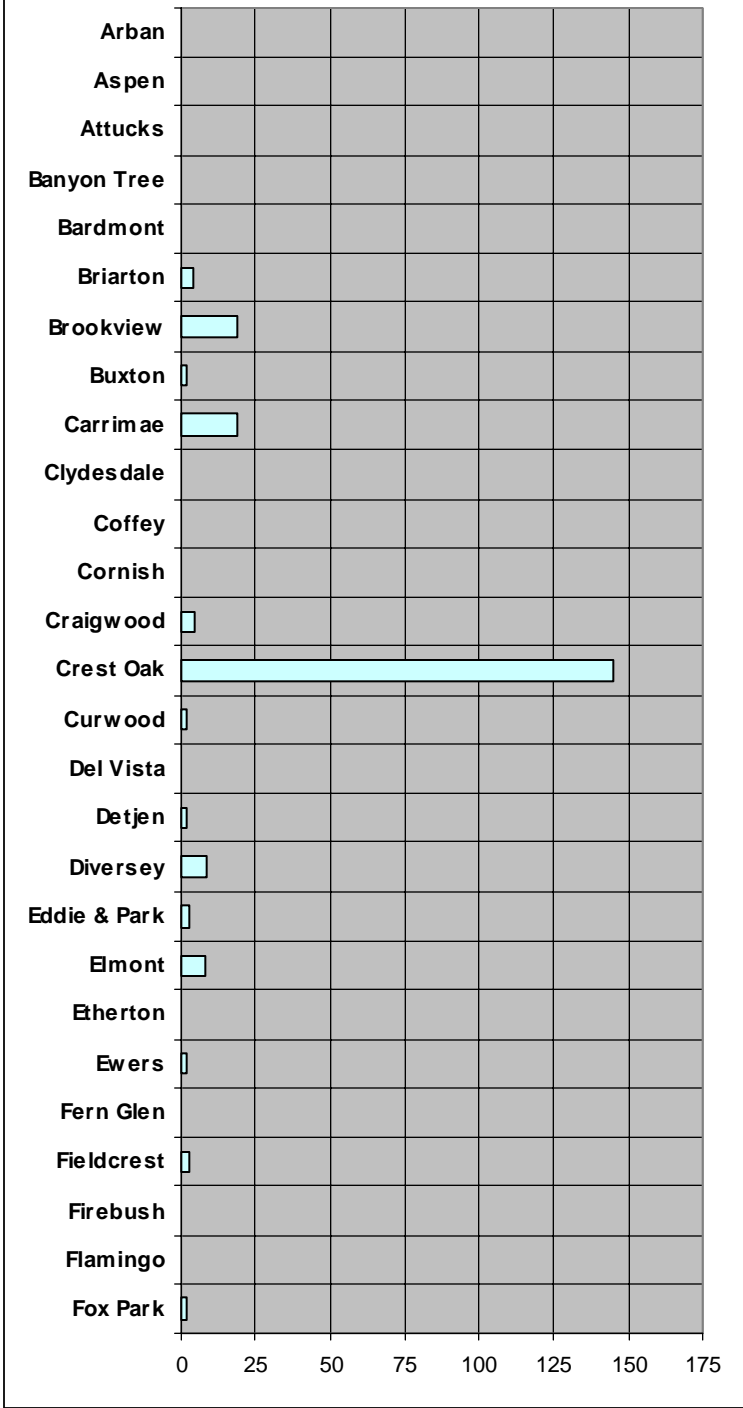 Arban
Aspen
Attucks
Banyon Tree
Bardmont
Briarton
Brookview
Buxton
Carrimae
Clydesdale
Coffey
Cornish
Craigwood
Crest Oak
Curwood
Del Vista
Detjen
Diversey
Eddie & Park
Elmont
Etherton
Ewers
Fern Glen
Fieldcrest
Firebush
Flamingo
Fox Park
0 25 50 75 100 125 150 175